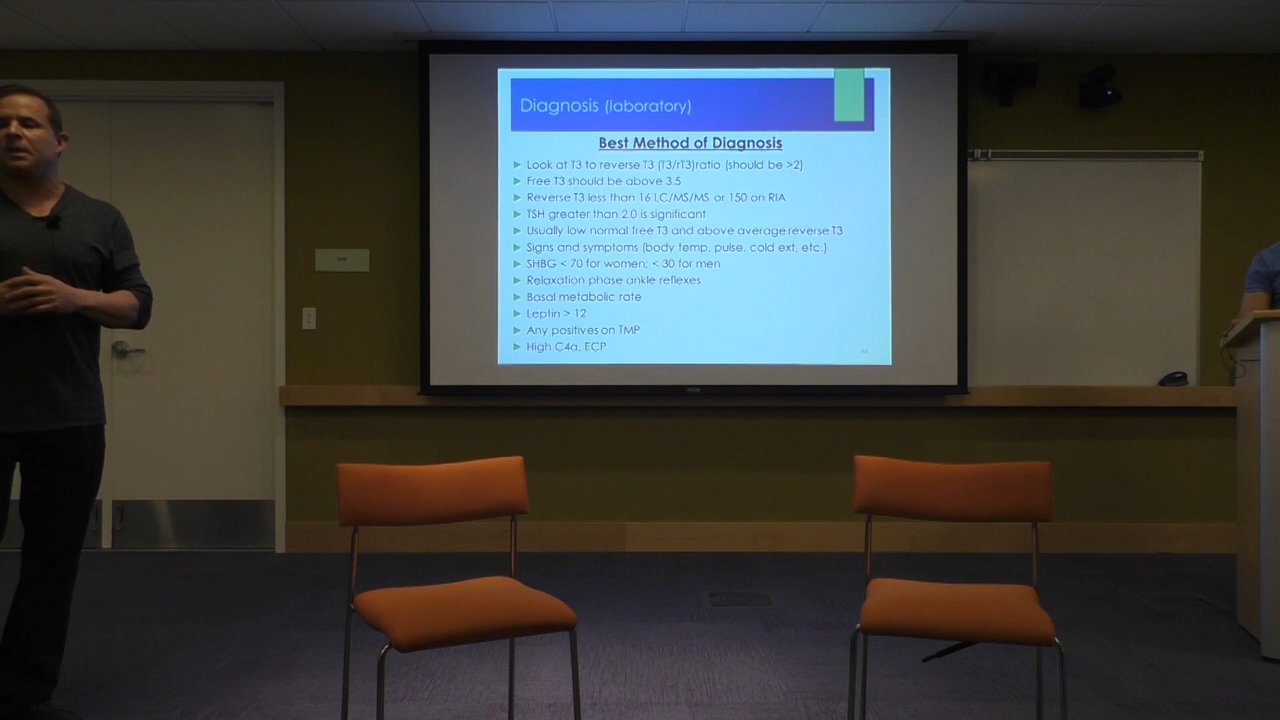 Diagnosis (laboratory)
Best Method of Diagnosis
Look at T3 to reverse T3 (T3/rT3)ratio (should be >2)
Free T3 should be above 3.5
Reverse T3 less than 16 LC/MS/MS or 150 on RIA
TSH greater than 2.0 is significant
Usually low normal free T3 and above average reverse T3
Signs and symptoms (body temp, pulse, cold ext, etc.)
SHBG < 70 for women; < 30 for men
Relaxation phase ankle reflexes
Basal metabolic rate
Leptin > 12
Any positives on TMP
High C4a, ECP